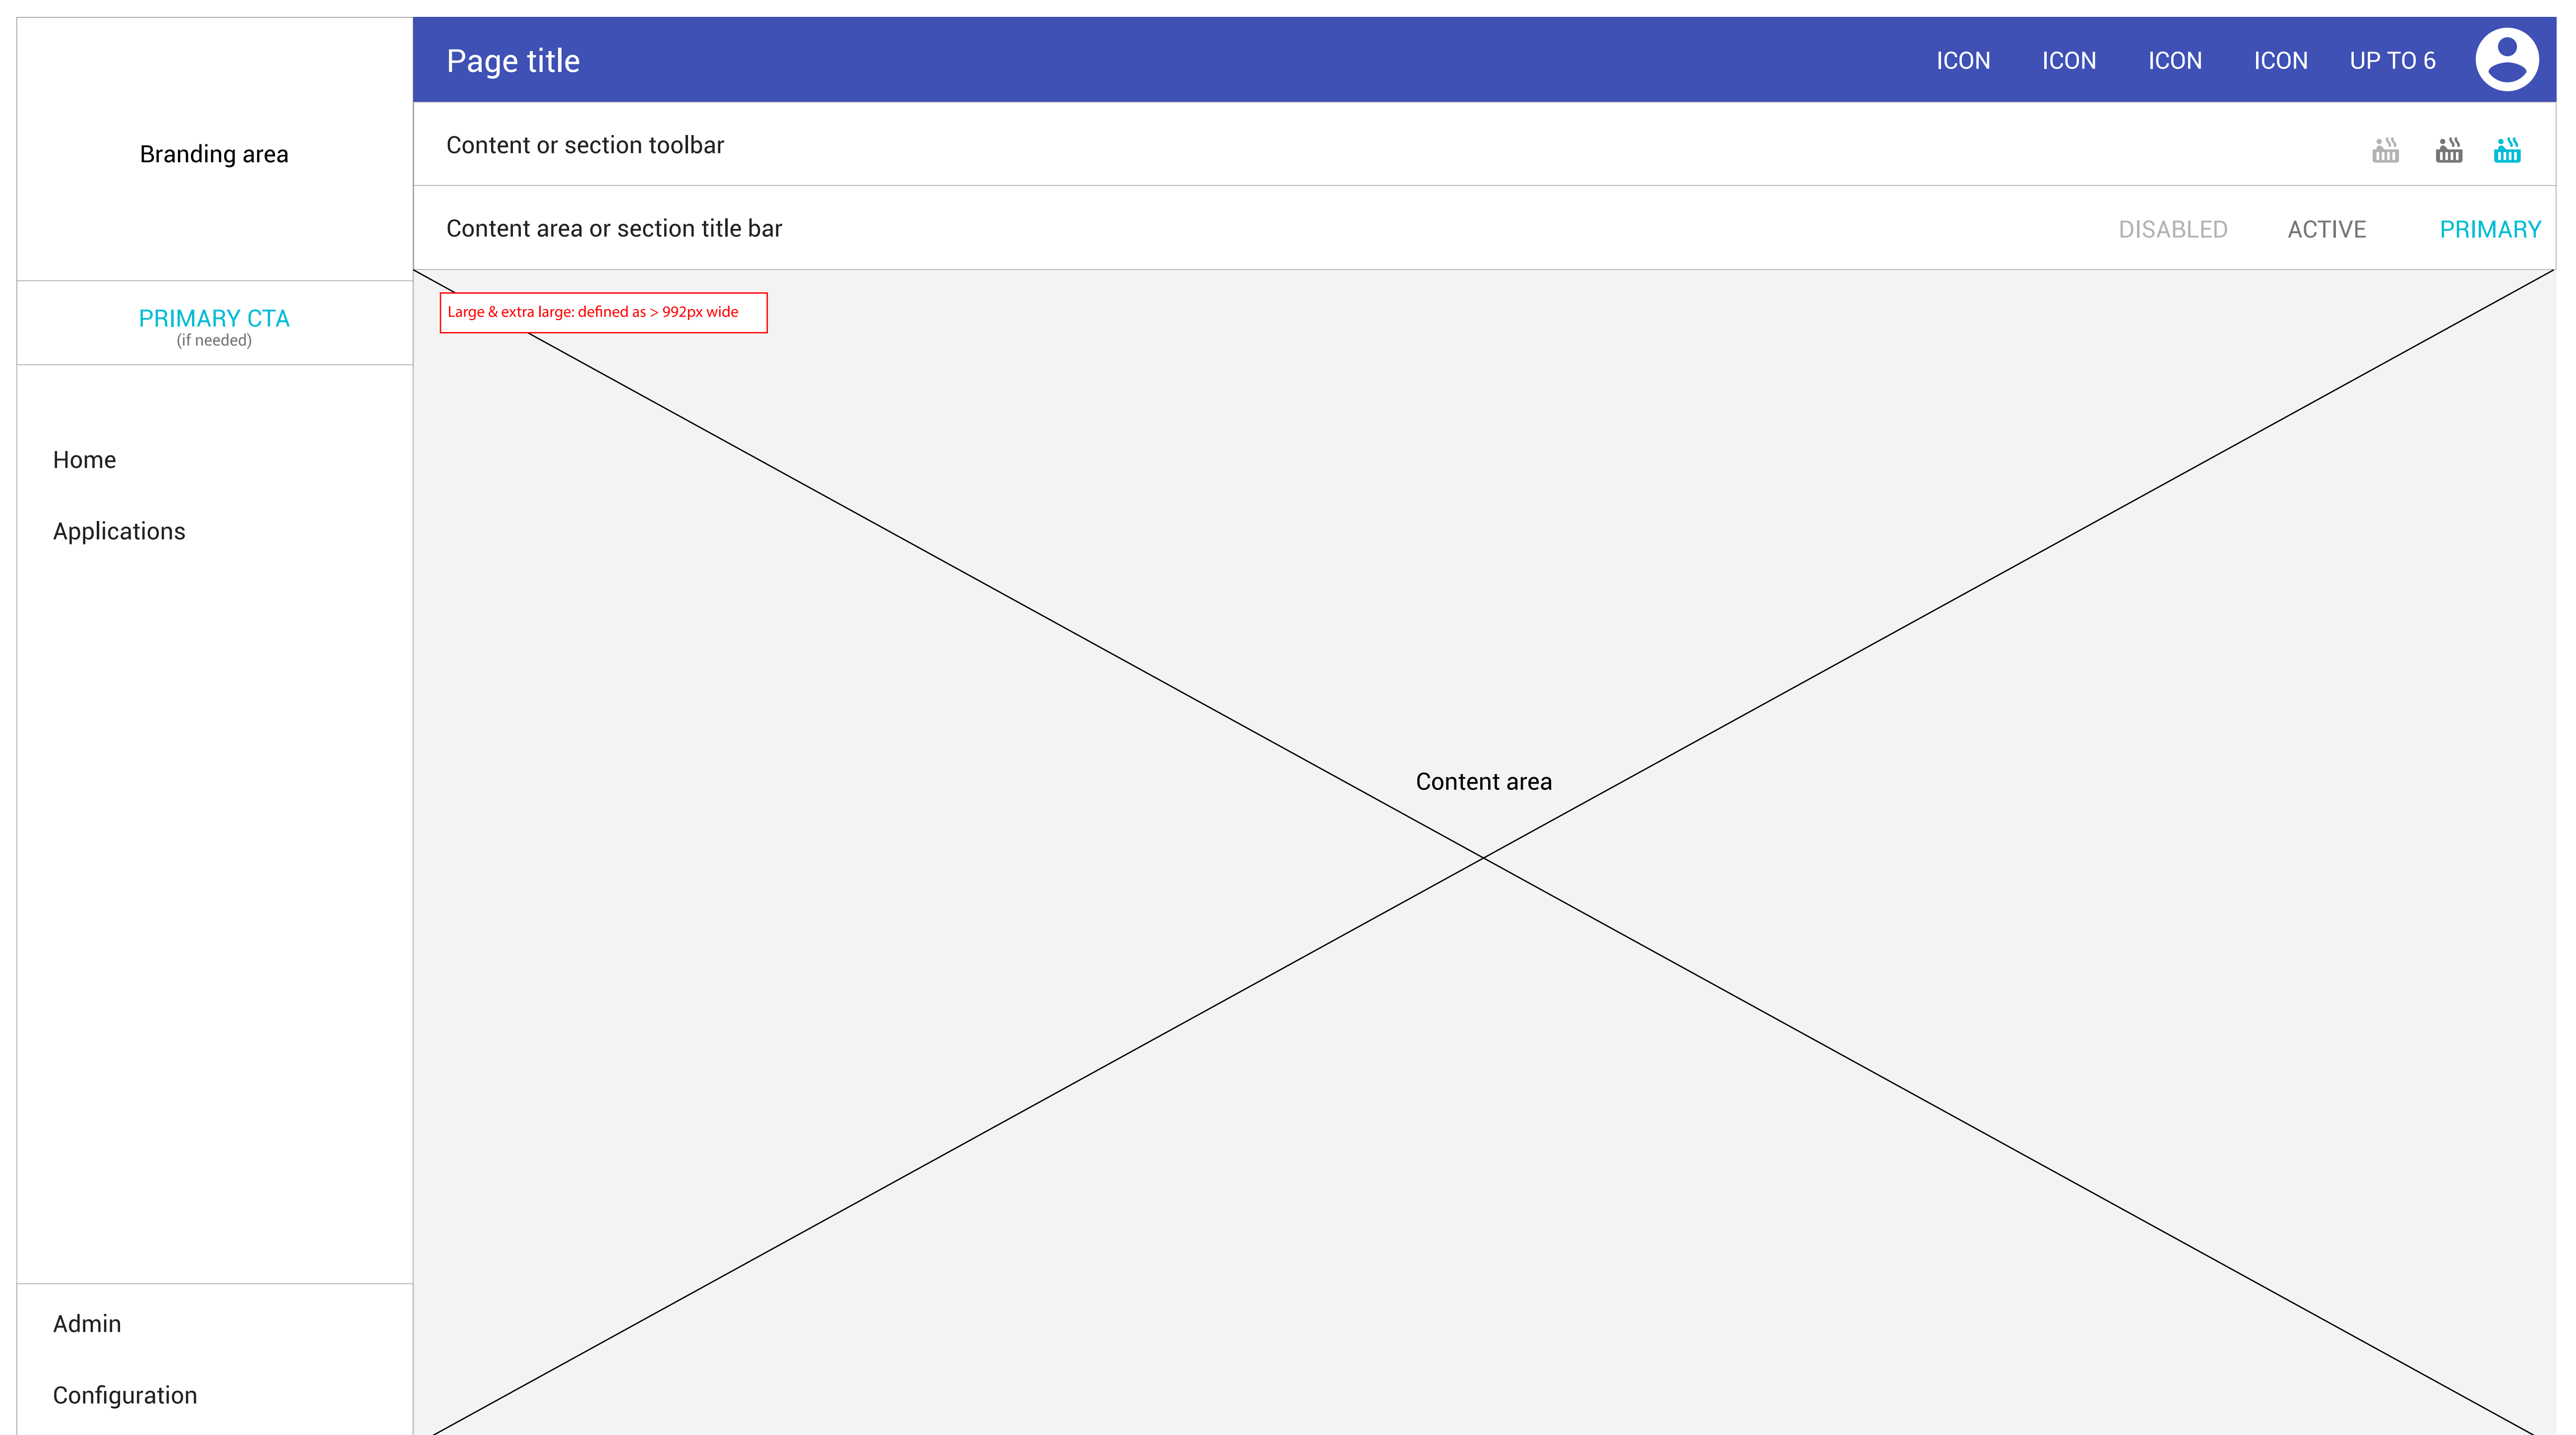 Branding area
PRIMARY CTA
(if needed)
Home
Applications
Admin
Configuration
Page title
ICON
ICON
ICON
ICON
UP TO 6
Content or section toolbar
Content area or section title bar
DISABLED
ACTIVE
PRIMARY
Large & extra large: defined as > 992px wide
Content area